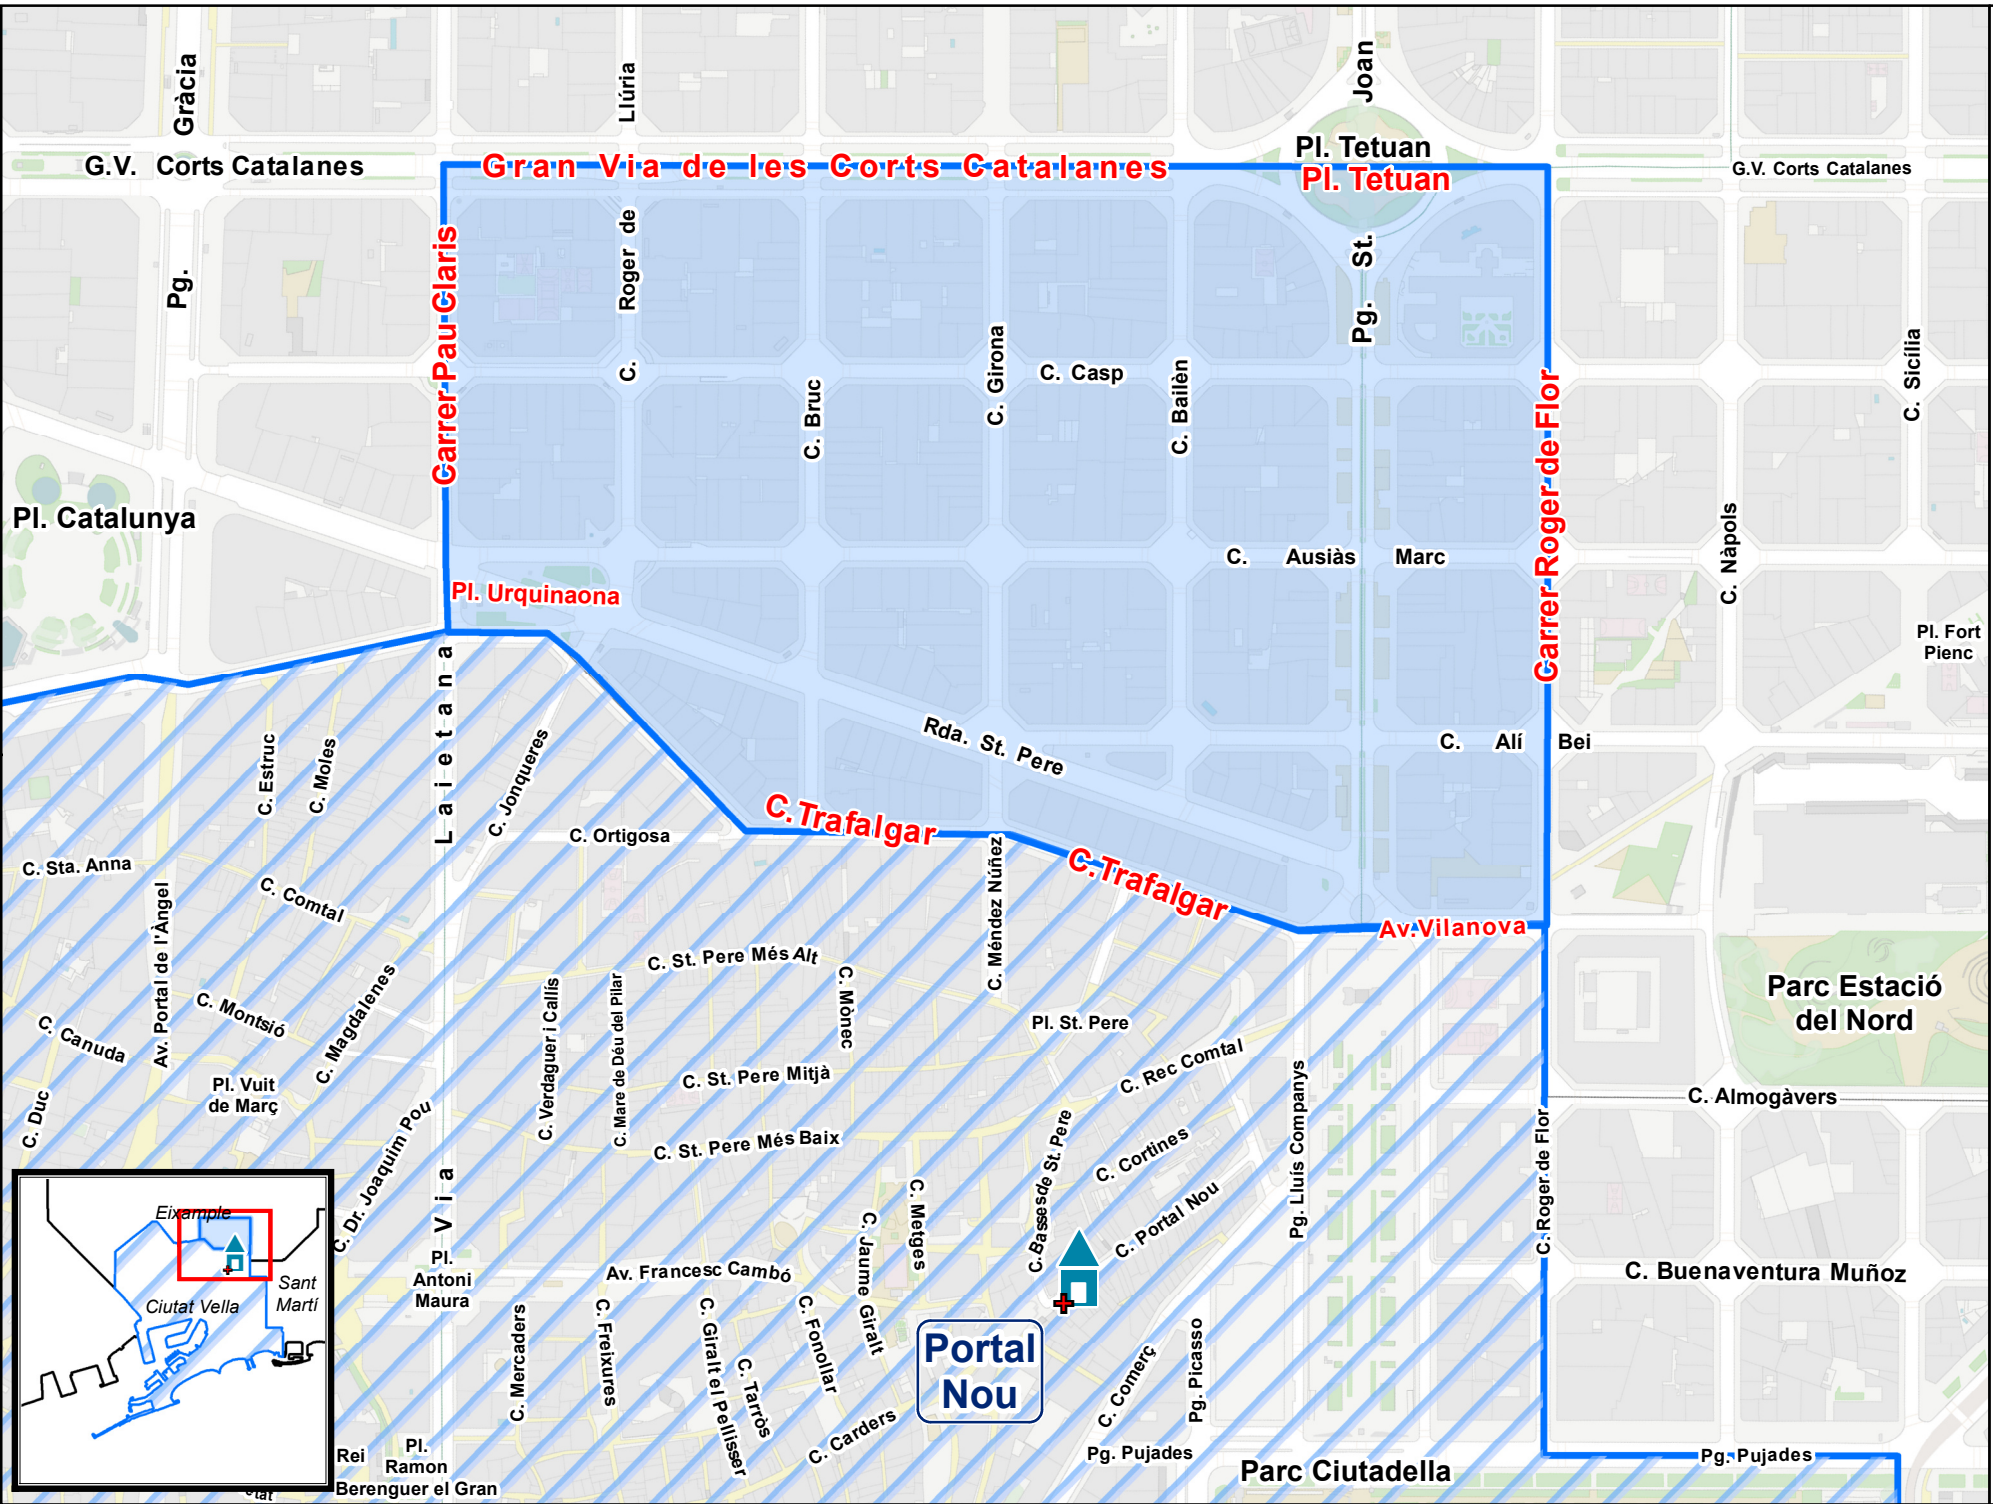 Gràcia
Llúria
Joan
Pl. Tetuan
G.V. Corts Catalanes
Gran Via de les Corts Catalanes
Pl. Tetuan
G.V. Corts Catalanes
Pg.
Carrer Pau Claris
C. Roger de
Pg. St.
C. Bruc
C. Girona
C. Casp
C. Bailèn
Carrer Roger de Flor
C. Sicília
Pl. Catalunya
C. Ausiàs Marc
C. Nàpols
Pl. Urquinaona
Pl. Fort
Pienc
Laietana
Rda. St. Pere
C. Alí Bei
C. Estruc
C. Moles
C. Jonqueres
C. Ortigosa
C.Trafalgar
C.Trafalgar
C. Sta. Anna
C. Comtal
Av. Portal de l'Àngel
C. Méndez Núñez
Av.Vilanova
C. St. Pere Més Alt
C. Mònec
C. Montsió
C. Magdalenes
C. Canuda
C. Verdaguer i Callís
C. Mare de Déu del Pilar
Pl. St. Pere
Parc Estació
del Nord
C. Rec Comtal
C. St. Pere Mitjà
Pl. Vuit
de Març
C. Duc
C. Dr. Joaquim Pou
C. St. Pere Més Baix
C. Basses de St. Pere
C. Cortines
Pg. Lluís Companys
C. Almogàvers
C. Roger de Flor
Via
C. Portal Nou
C. Metges
C. Jaume Giralt
Pl.
Antoni
Maura
Av. Francesc Cambó
C. Buenaventura Muñoz
Eixample
Sant
Martí
Ciutat Vella
C. Mercaders
C. Freixures
C. Giralt el Pellisser
C. Tarròs
C. Fonollar
Portal
Nou
C. Comerç
Pg. Picasso
C. Carders
Rei
Pl.
Ramon
Berenguer el Gran
Pg. Pujades
Parc Ciutadella
Pg. Pujades